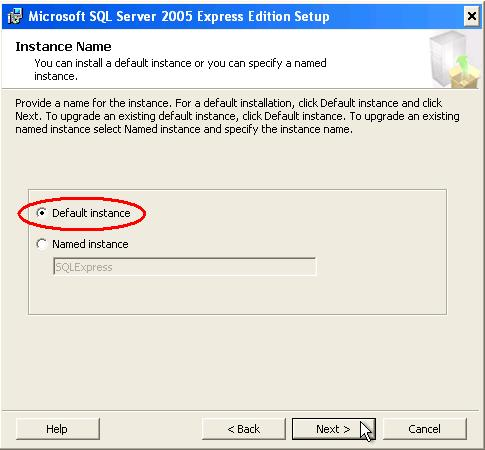 Microsoft SQL Server 2005 Express Edition Setup
Instance Name
You can install a default instance or you can specify a named
instance.
Provide a name for the instance. For a default installation, click Default instance and click
Next. To upgrade an existing default instance, click Default instance. To upgrade an existing
named instance select Named instance and specify the instance name.
Default instance
Named instance
SQLExpress
Help
< Back
Next >
Cancel